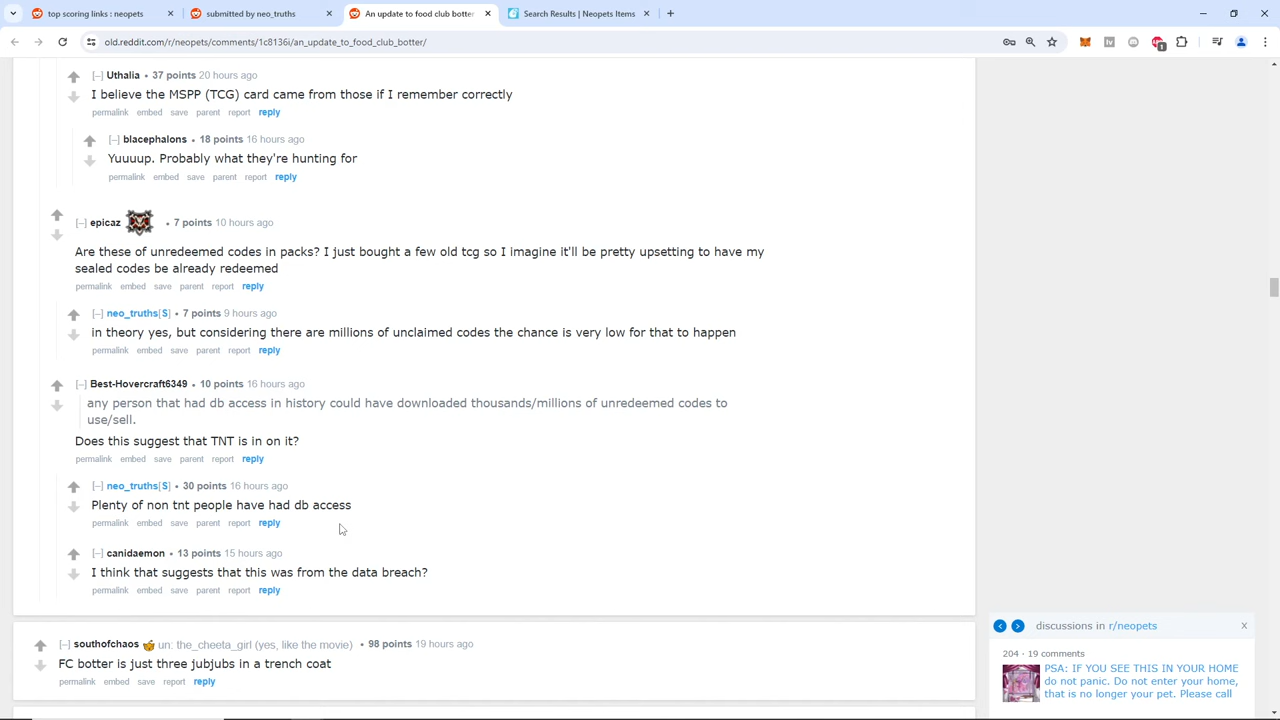 top scoring links : neopets
submitted by neo_truths
An update to food club botter
Search Results | Neopets Items
old.reddit.com/r/neopets/comments/1c8136i/an_update_to_food_club_botter/
[–] Uthalia • 37 points 20 hours ago
I believe the MSPP (TCG) card came from those if I remember correctly
permalink embed save parent report reply
[–] blacephalons • 18 points 16 hours ago
Yuuuup. Probably what they're hunting for
permalink embed save parent report reply
[–] epicaz • 7 points 10 hours ago
Are these of unredeemed codes in packs? I just bought a few old tcg so I imagine it'll be pretty upsetting to have my
sealed codes be already redeemed
permalink embed save parent report reply
[–] neo_truths[S] • 7 points 9 hours ago
in theory yes, but considering there are millions of unclaimed codes the chance is very low for that to happen
permalink embed save parent report reply
[–] Best-Hovercraft6349 • 10 points 16 hours ago
any person that had db access in history could have downloaded thousands/millions of unredeemed codes to
use/sell.
Does this suggest that TNT is in on it?
permalink embed save parent report reply
[–] neo_truths[S] • 30 points 16 hours ago
Plenty of non tnt people have had db access
permalink embed save parent report reply
[–] canidaemon • 13 points 15 hours ago
I think that suggests that this was from the data breach?
permalink embed save parent report reply
[–] southofchaos un: the_cheeta_girl (yes, like the movie) • 98 points 19 hours ago
FC botter is just three jubjubs in a trench coat
permalink embed save report reply
discussions in r/neopets X
204 · 19 comments
PSA: IF YOU SEE THIS IN YOUR HOME
do not panic. Do not enter your home,
that is no longer your pet. Please call